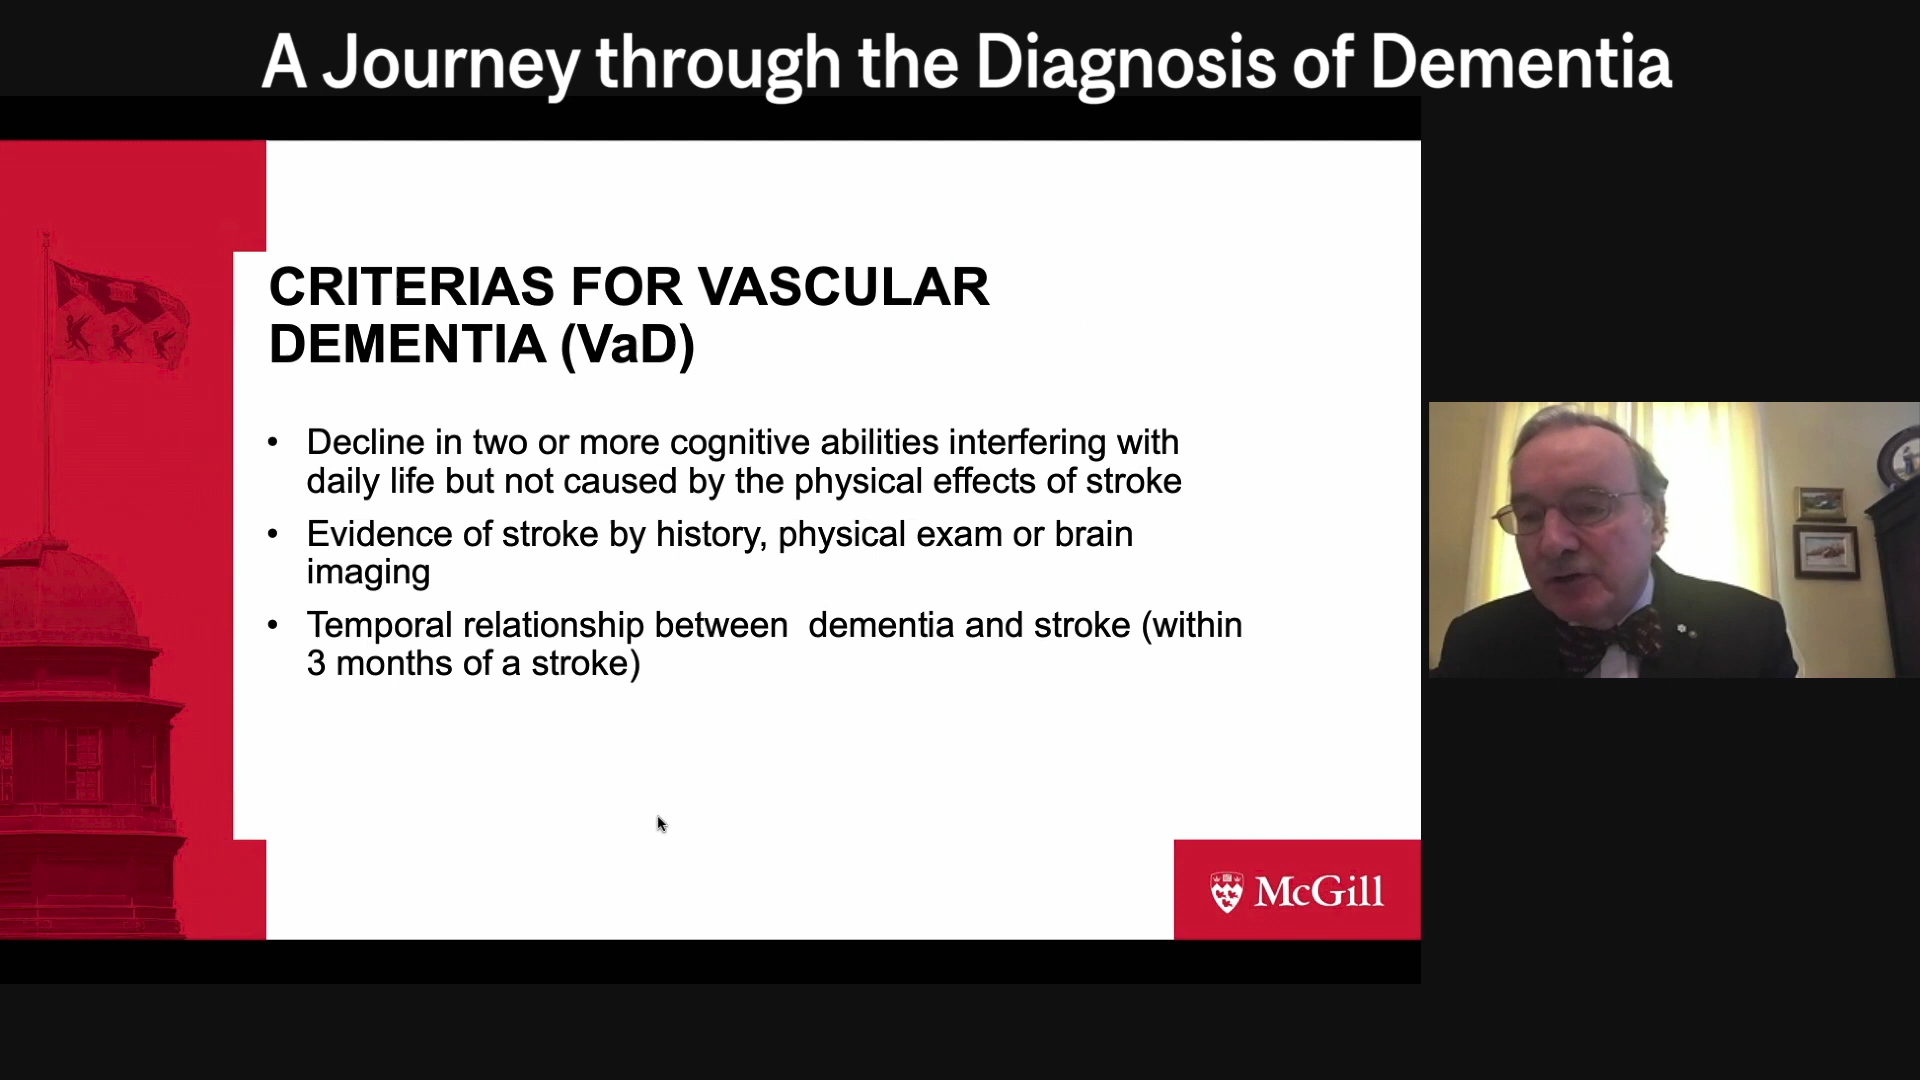 A Journey through the Diagnosis of Dementia
CRITERIAS FOR VASCULAR
DEMENTIA (VaD)
• Decline in two or more cognitive abilities interfering with
daily life but not caused by the physical effects of stroke
• Evidence of stroke by history, physical exam or brain
imaging
• Temporal relationship between  dementia and stroke (within
3 months of a stroke)
McGill